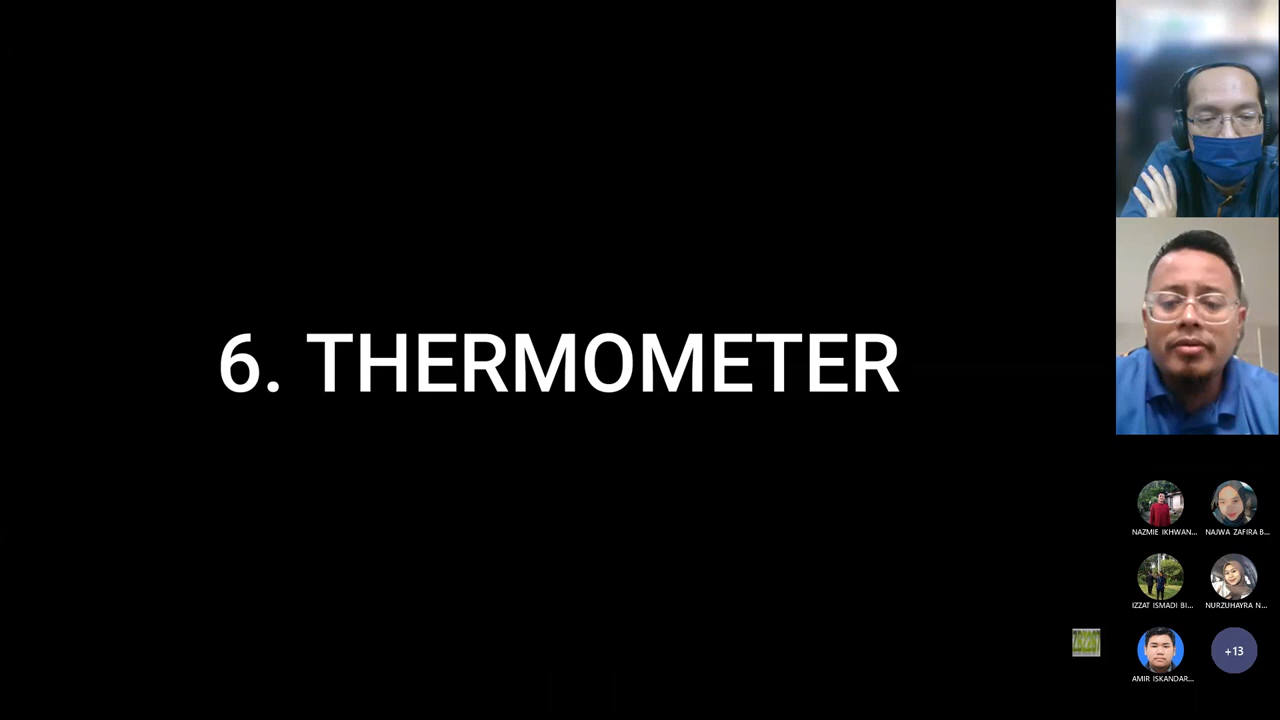 6. THERMOMETER
NAZMIE IKHWAN...
NAJWA ZAFIRA B...
IZZAT ISMADI BI...
NURZUHAYRA N...
AMIR ISKANDAR...
+13